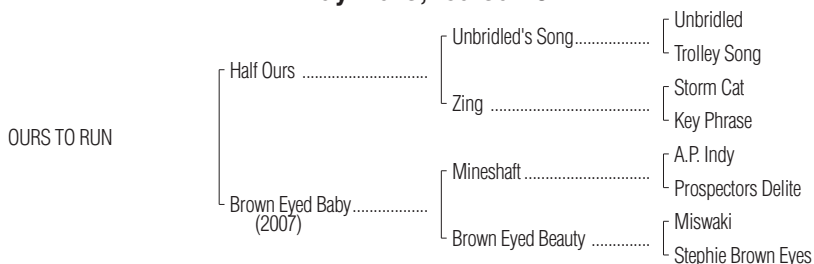 Unbridled
Unbridled's Song
Trolley Song
Half Ours
Storm Cat
Zing
Key Phrase
OURS TO RUN
A.P. Indy
Mineshaft
Prospectors Delite
Brown Eyed Baby
(2007)
Miswaki
Brown Eyed Beauty
Stephie Brown Eyes